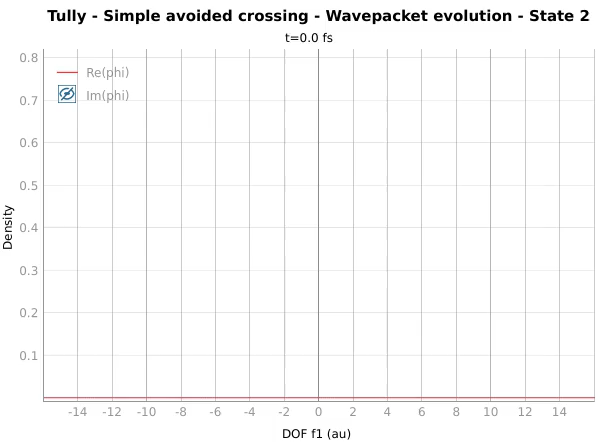 Tully - Simple avoided crossing - Wavepacket evolution - State 2
t=0.0 fs
0.8
Re(phi)
Im(phi)
0.7
0.6
0.5
0.4
Density
0.3
0.2
0.1
-14 -12 -10 -8 -6 -4 -2 0 2 4 6 8 10 12 14
DOF f1 (au)